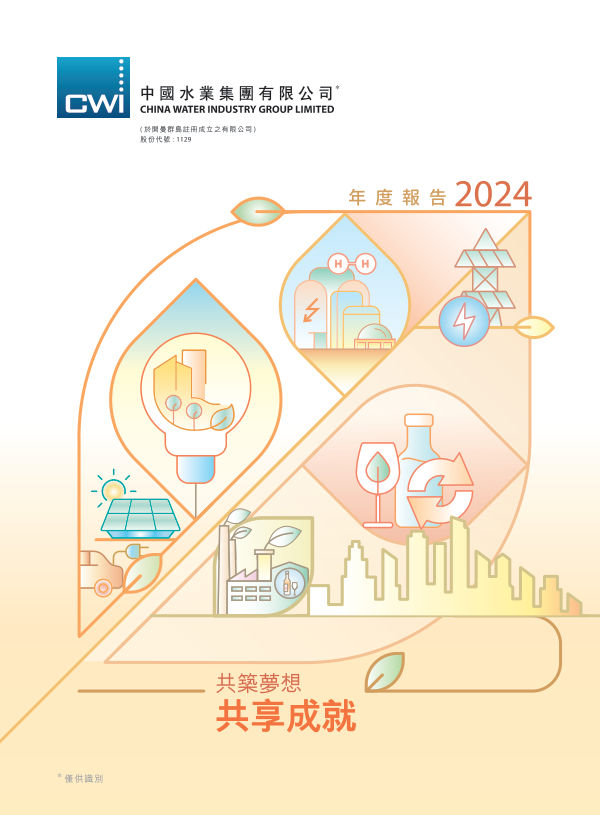 CWI
中國水業集團有限公司*
CHINA WATER INDUSTRY GROUP LIMITED
(於開曼群島註冊成立之有限公司)
股份代號 : 1129
年度報告 2024
H H
共築夢想
共享成就
* 僅供識別